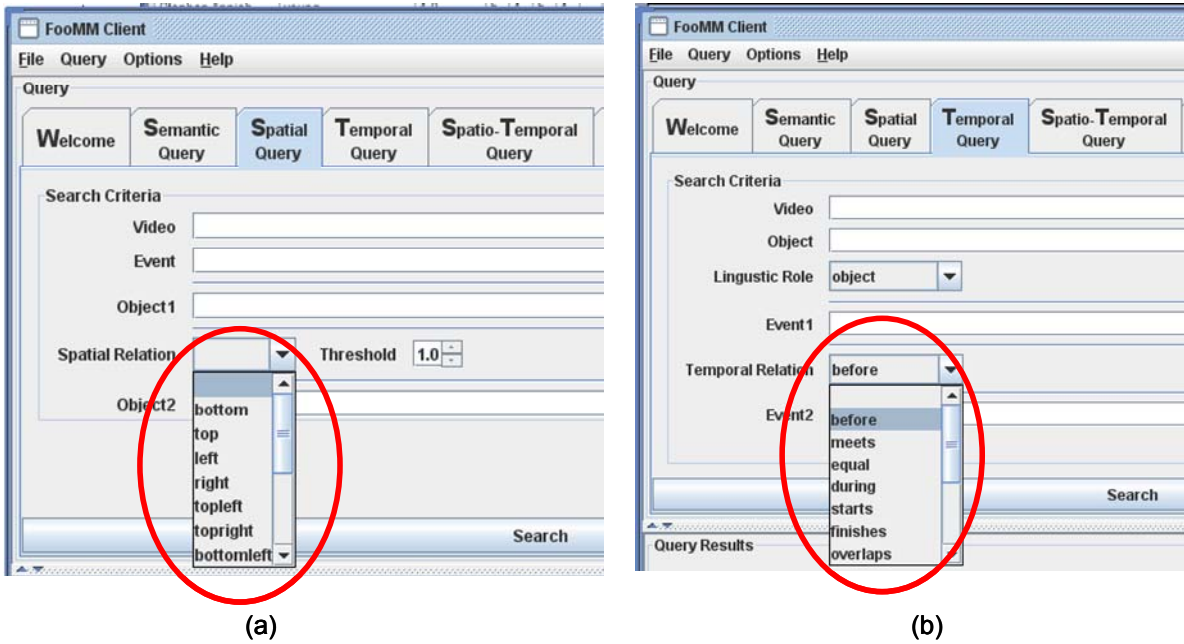 FooMM Client
File Query Options Help
Query
Welcome
Semantic Query
Spatial Query
Temporal Query
Spatio-Temporal Query
Search Criteria
Video
Event
Object1
Spatial Relation
Threshold 1.0
Object2
bottom
top
left
right
topleft
topright
bottomleft
Search
(a)
FooMM Client
File Query Options Help
Query
Welcome
Semantic Query
Spatial Query
Temporal Query
Spatio-Temporal Query
Search Criteria
Video
Object
Lingustic Role object
Event1
Temporal Relation before
Event2
before
meets
equal
during
starts
finishes
overlaps
Search
Query Results
(b)